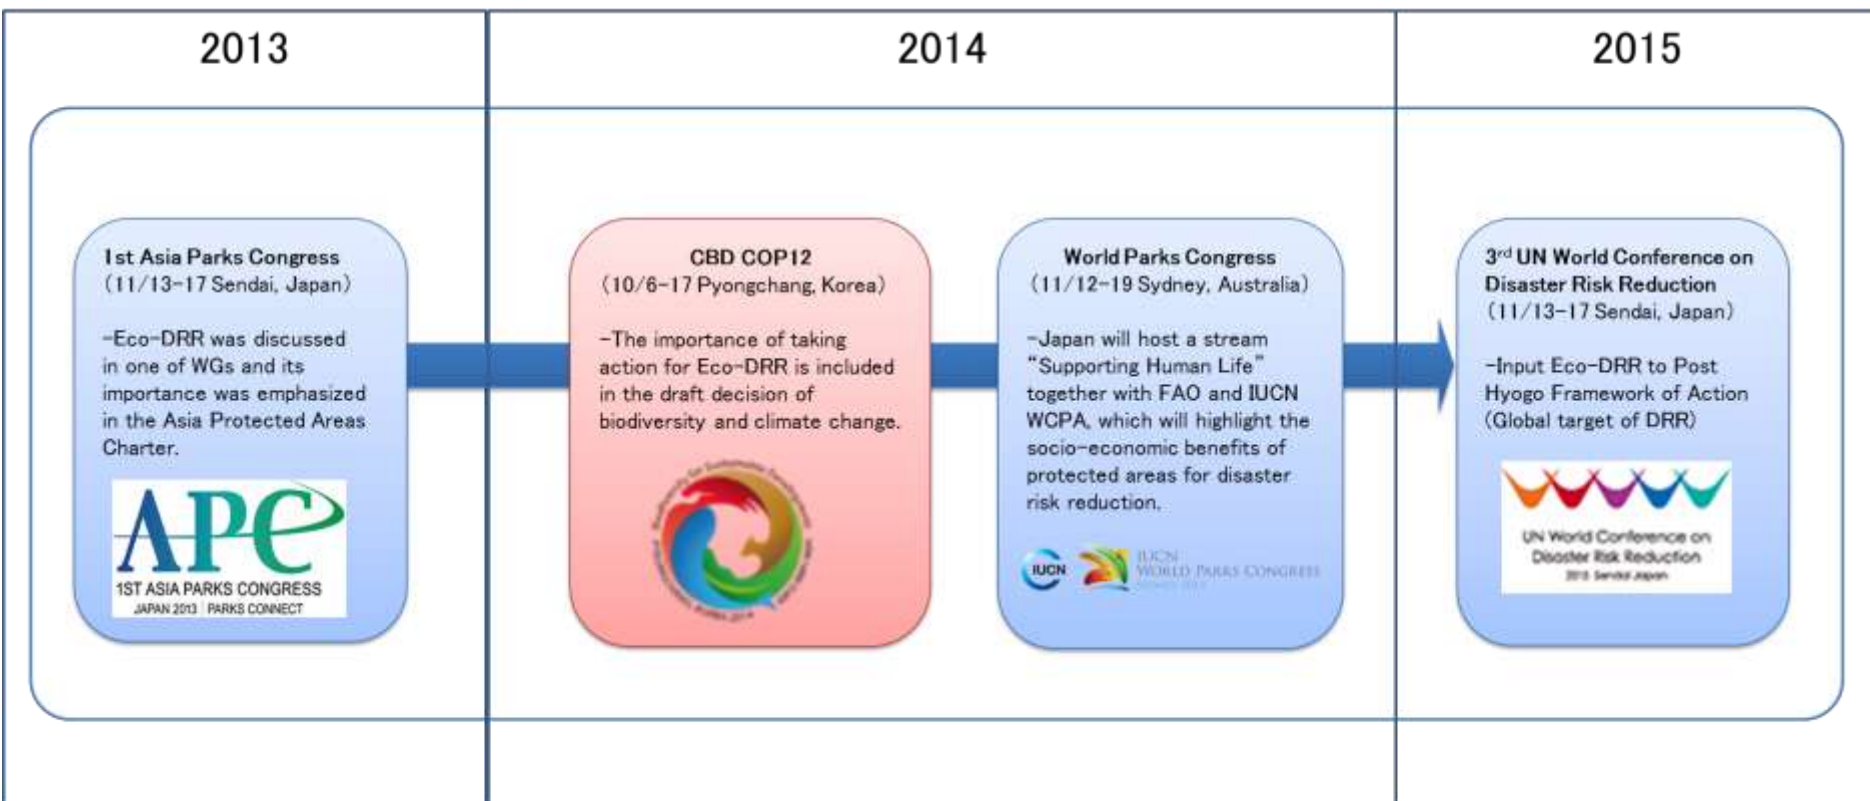 2013
2014
2015
1st Asia Parks Congress
(11/13-17 Sendai, Japan)
-Eco-DRR was discussed
in one of WGs and its
importance was emphasized
in the Asia Protected Areas
Charter.
APC
1ST ASIA PARKS CONGRESS
JAPAN 2013 | PARKS CONNECT
CBD COP12
(10/6-17 Pyongchang, Korea)
-The importance of taking
action for Eco-DRR is included
in the draft decision of
biodiversity and climate change.
Biodiversity for Sustainable Development
World Parks Congress
(11/12-19 Sydney, Australia)
-Japan will host a stream
“Supporting Human Life”
together with FAO and IUCN
WCPA, which will highlight the
socio-economic benefits of
protected areas for disaster
risk reduction.
IUCN
IUCN
WORLD PARKS CONGRESS
3rd UN World Conference on
Disaster Risk Reduction
(11/13-17 Sendai, Japan)
-Input Eco-DRR to Post
Hyogo Framework of Action
(Global target of DRR)
UN World Conference on
Disaster Risk Reduction
2015 Sendai Japan